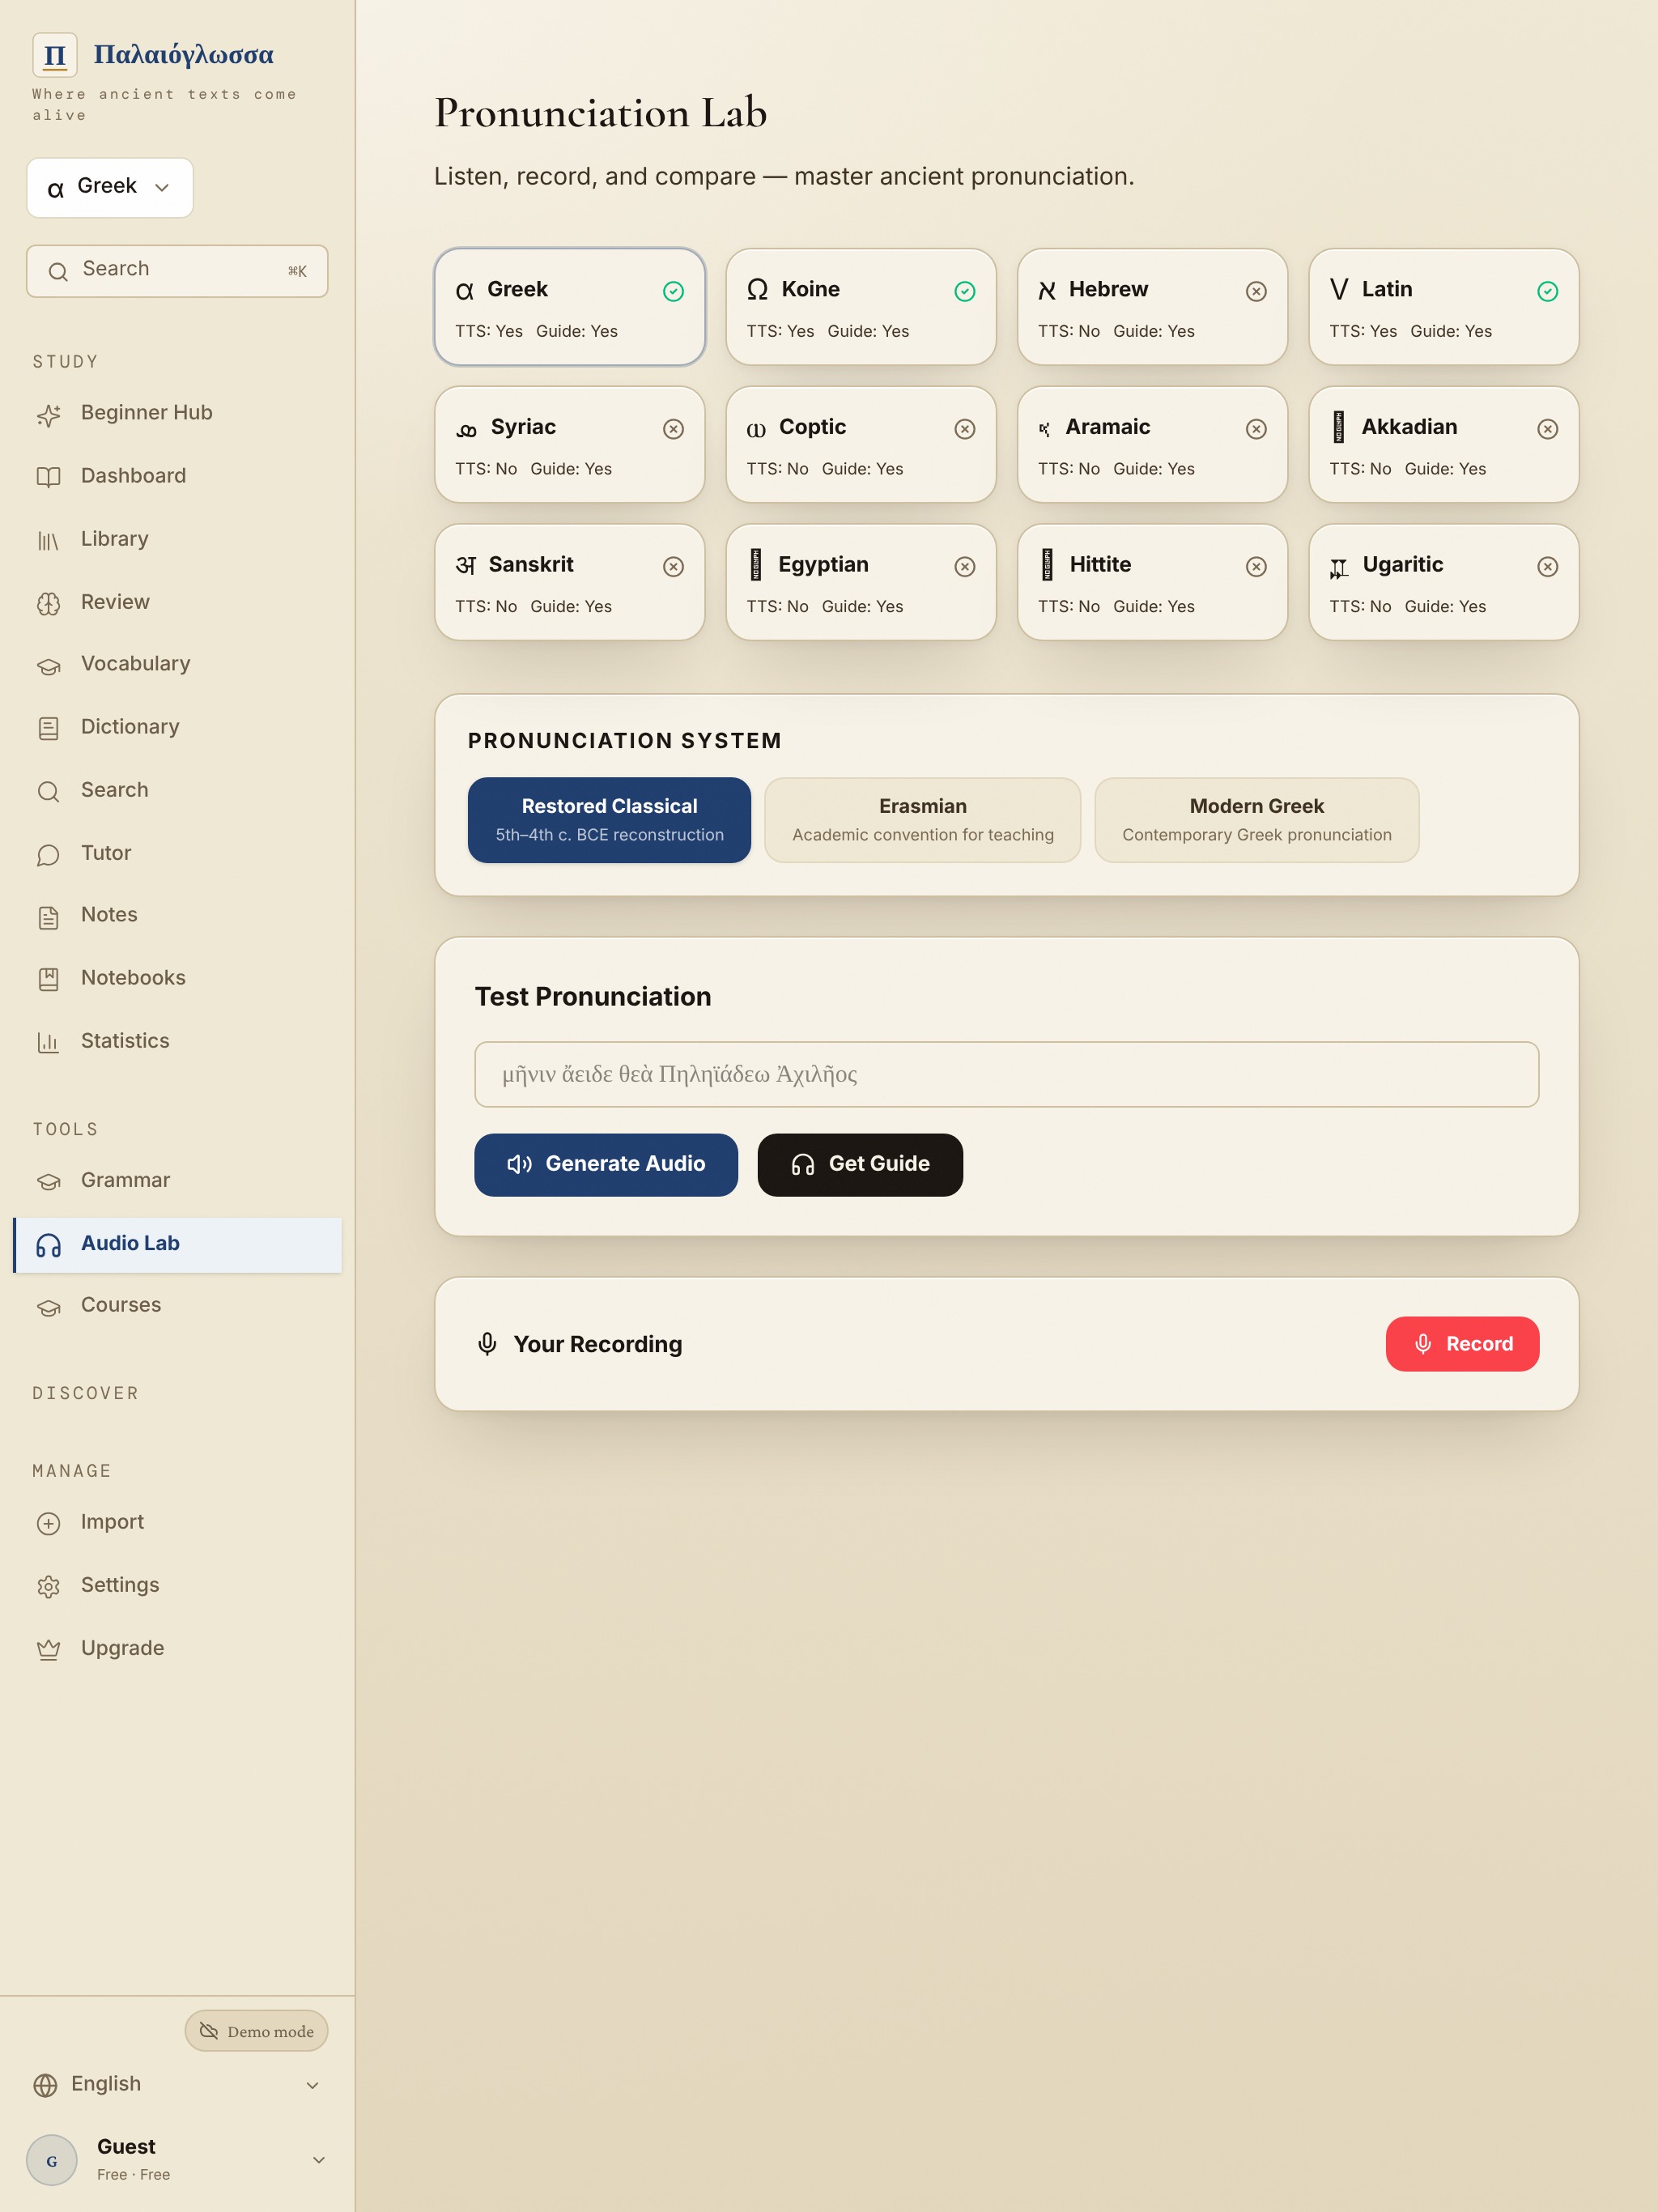 Π Παλαιόγλωσσα
Where ancient texts come
alive
α Greek
Search ⌘K
STUDY
Beginner Hub
Dashboard
Library
Review
Vocabulary
Dictionary
Search
Tutor
Notes
Notebooks
Statistics
TOOLS
Grammar
Audio Lab
Courses
DISCOVER
MANAGE
Import
Settings
Upgrade
Demo mode
English
G Guest
Free · Free
Pronunciation Lab
Listen, record, and compare — master ancient pronunciation.
α Greek
TTS: Yes Guide: Yes
Ω Koine
TTS: Yes Guide: Yes
א Hebrew
TTS: No Guide: Yes
V Latin
TTS: Yes Guide: Yes
Syriac
TTS: No Guide: Yes
ⲱ Coptic
TTS: No Guide: Yes
Aramaic
TTS: No Guide: Yes
Akkadian
TTS: No Guide: Yes
अ Sanskrit
TTS: No Guide: Yes
Egyptian
TTS: No Guide: Yes
Hittite
TTS: No Guide: Yes
Ugaritic
TTS: No Guide: Yes
PRONUNCIATION SYSTEM
Restored Classical
5th–4th c. BCE reconstruction
Erasmian
Academic convention for teaching
Modern Greek
Contemporary Greek pronunciation
Test Pronunciation
μῆνιν ἄειδε θεὰ Πηληϊάδεω Ἀχιλῆος
Generate Audio
Get Guide
Your Recording
Record